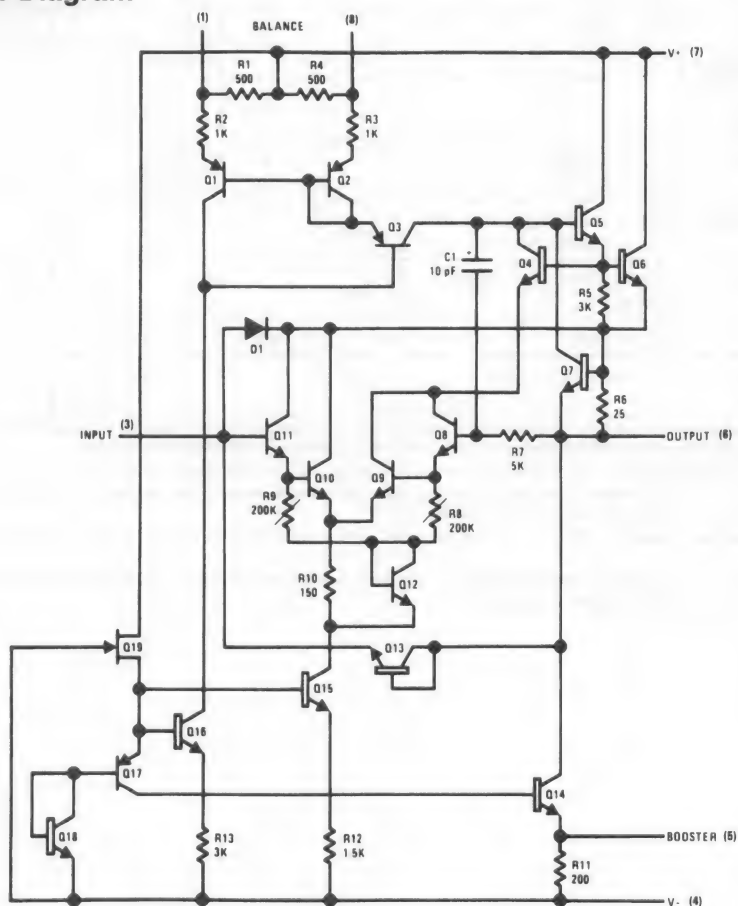 Diagram
(1) BALANCE (8)
V+ (7)
R1
500
R4
500
R2
1K
R3
1K
Q1
Q2
Q3
Q5
C1
10 pF
+
Q4
Q6
R5
3K
D1
Q7
R6
25
INPUT (3)
Q11
Q8
R7
5K
OUTPUT (6)
Q10
Q9
R9
200K
R8
200K
R10
150
Q12
Q13
Q19
Q15
Q16
Q17
Q14
Q18
R13
3K
R12
1.5K
BOOSTER (5)
R11
200
V- (4)